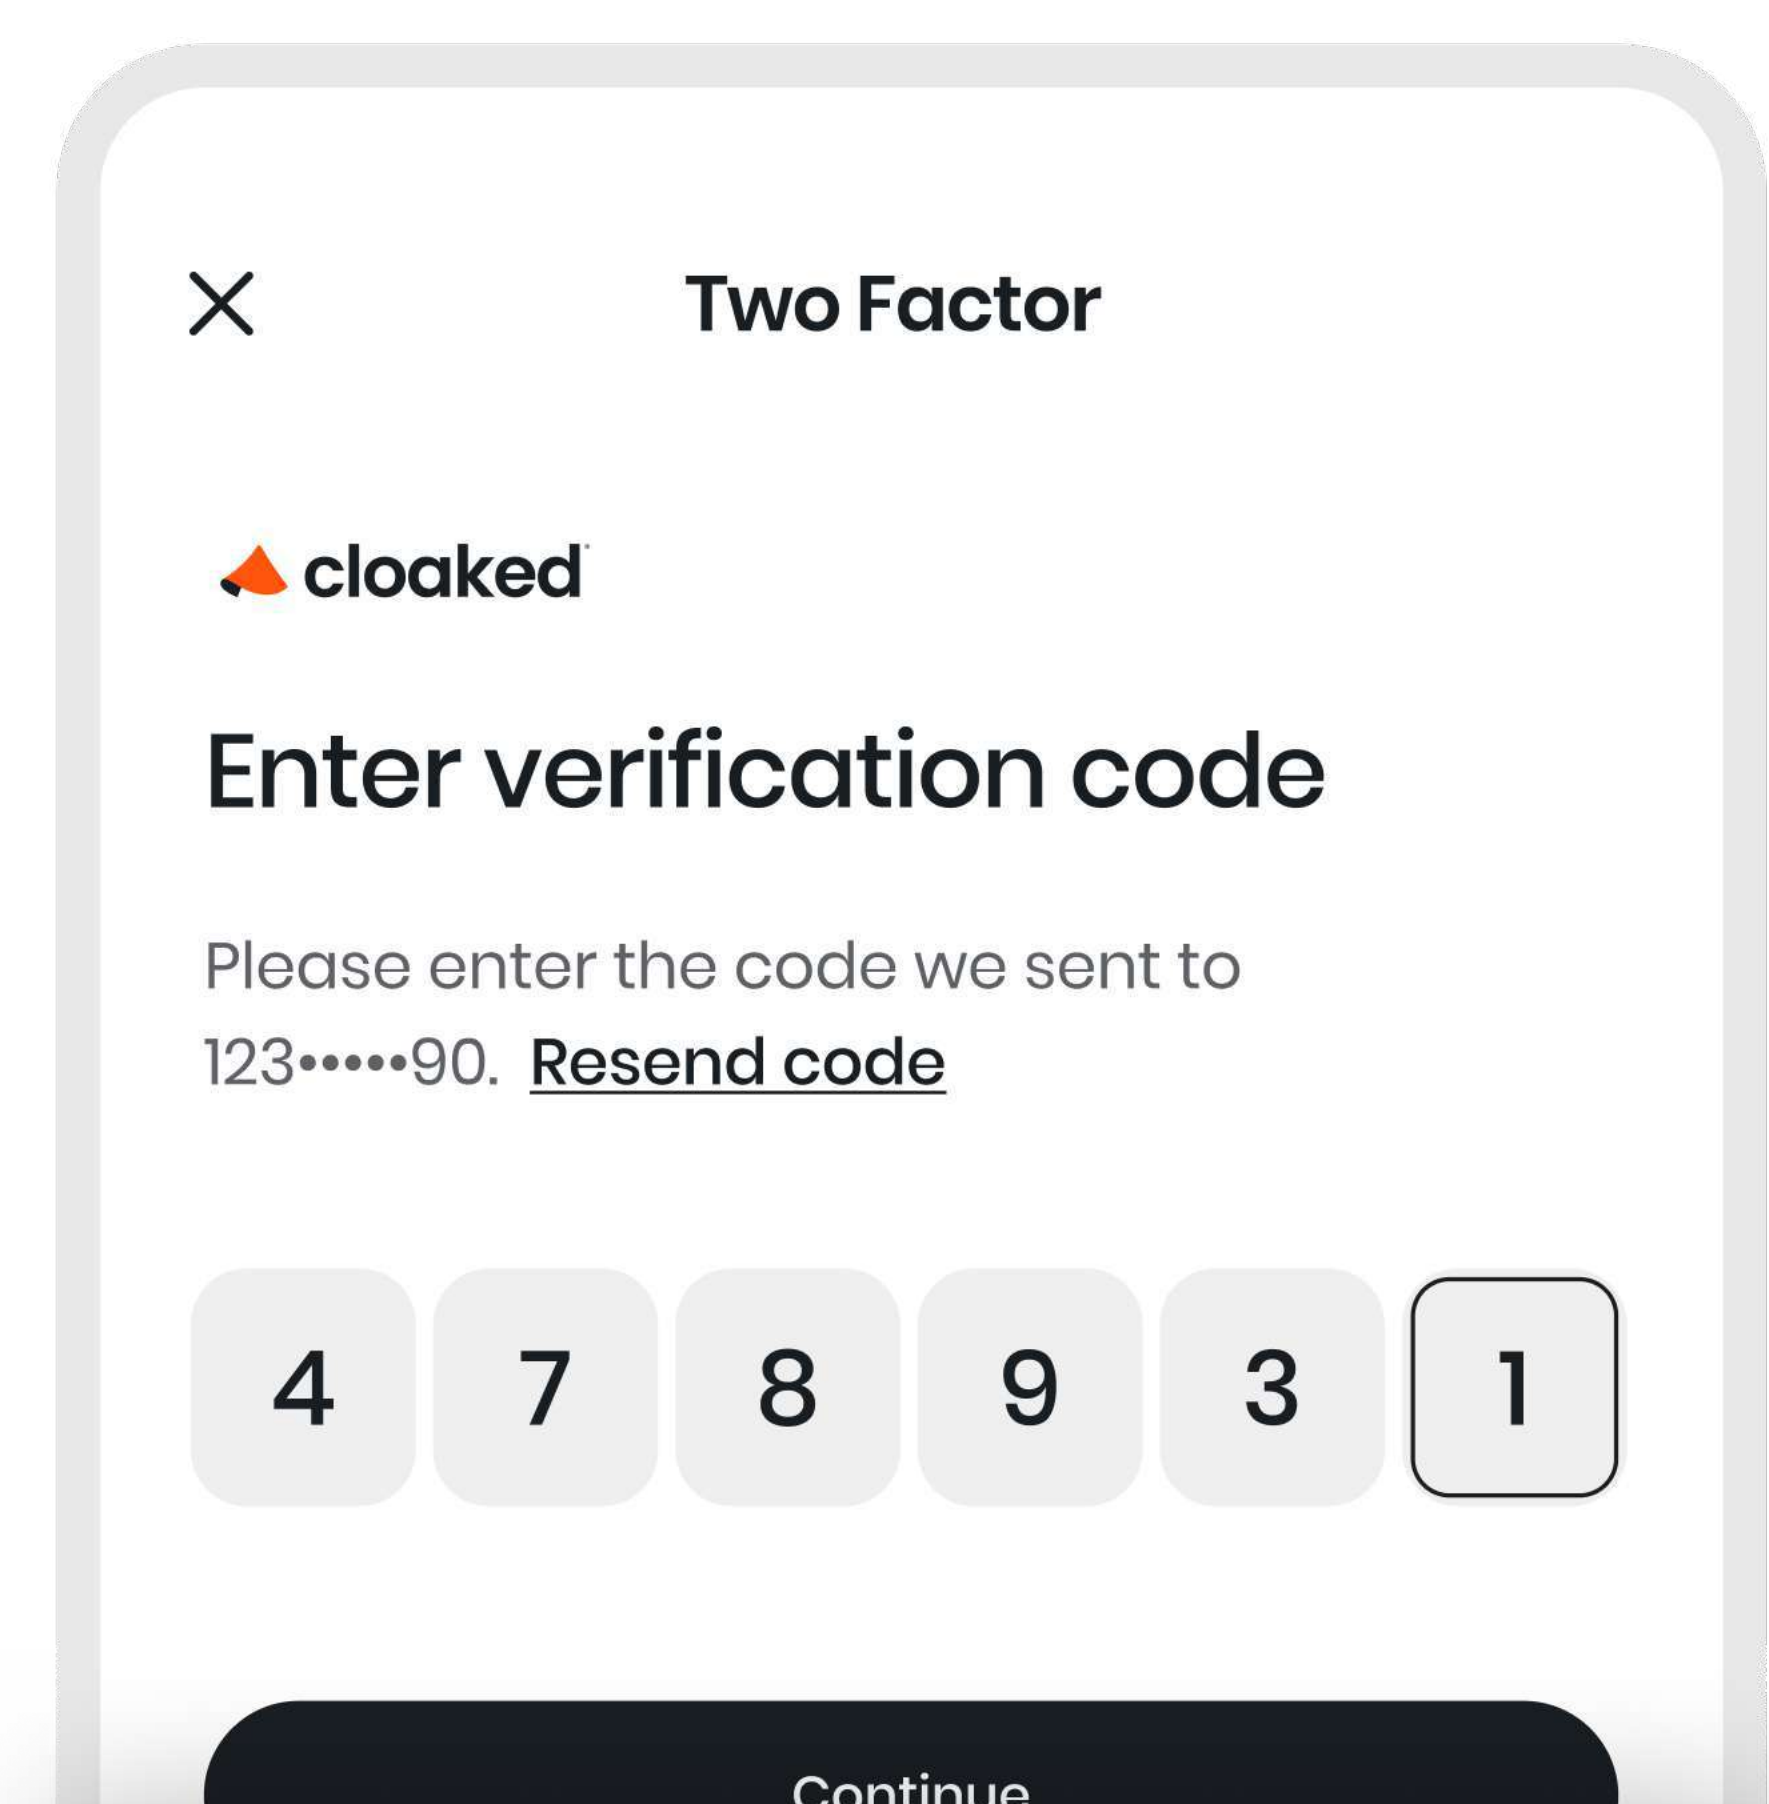 Two Factor
cloaked
Enter verification code
Please enter the code we sent to
123•••••90. Resend code
4 7 8 9 3 1
Continue